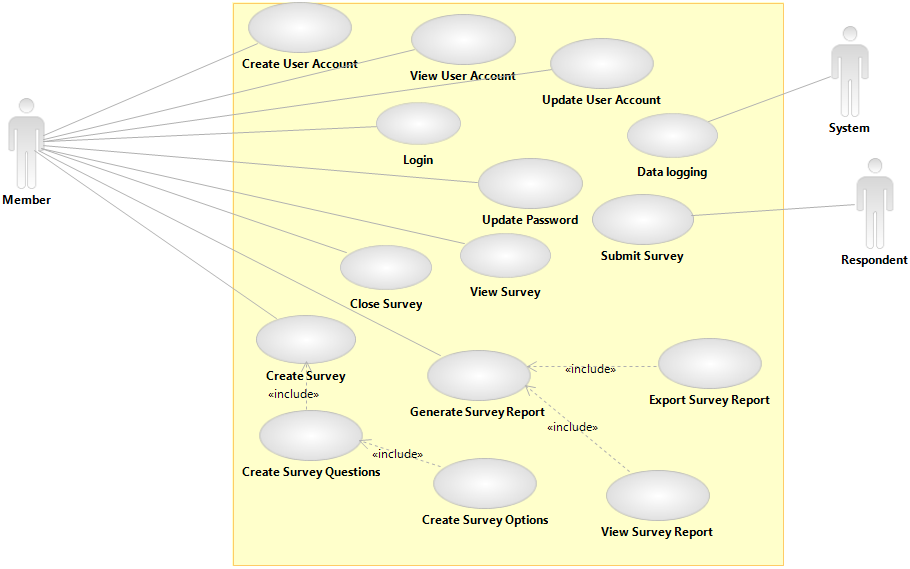 Create User Account
View User Account
Update User Account
System
Login
Data logging
Member
Update Password
Submit Survey
Respondent
View Survey
Close Survey
Create Survey
«include»
«include»
Export Survey Report
Generate Survey Report
«include»
Create Survey Questions
«include»
Create Survey Options
View Survey Report